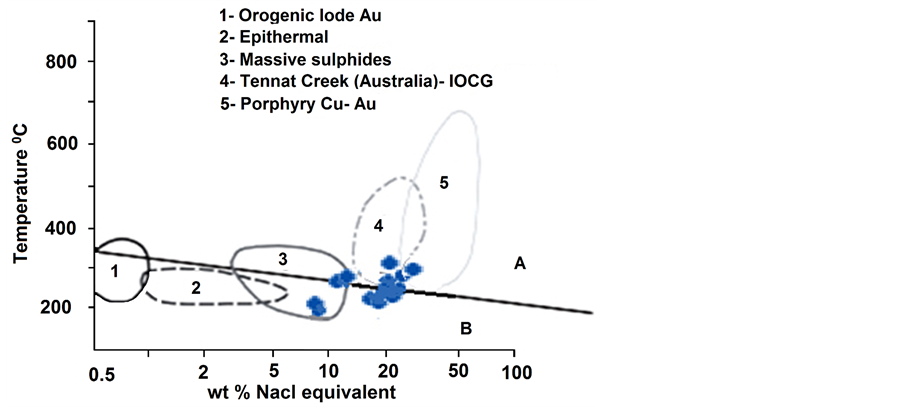 1- Orogenic lode Au
2- Epithermal
3- Massive sulphides
4- Tennat Creek (Australia)- IOCG
5- Porphyry Cu- Au
Temperature ⁰C
800
600
400
200
1
2
3
4
5
A
B
0.5 2 5 10 20 50 100
wt % Nacl equivalent